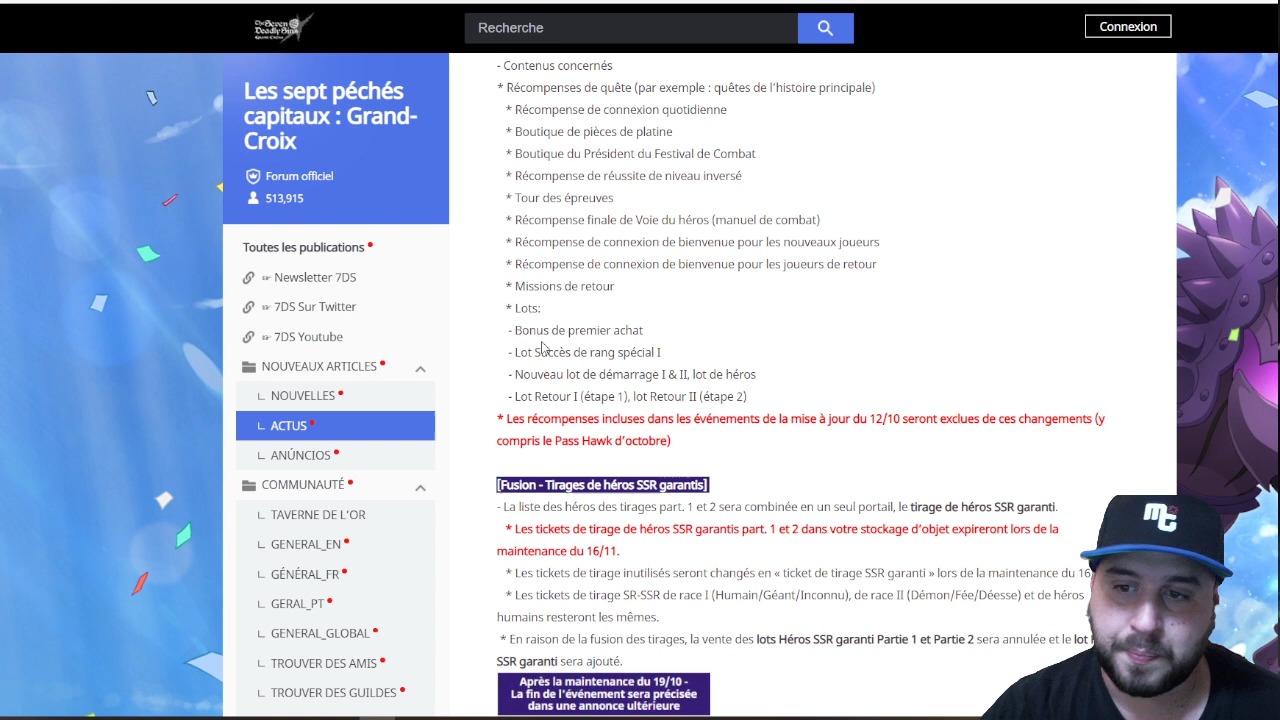 The Seven
Deadly Sins
Recherche
Connexion
Les sept péchés
capitaux : Grand-
Croix
Forum officiel
513,915
Toutes les publications
☞ Newsletter 7DS
☞ 7DS Sur Twitter
☞ 7DS Youtube
NOUVEAUX ARTICLES
NOUVELLES
ACTUS
ANÚNCIOS
COMMUNAUTÉ
TAVERNE DE L'OR
GENERAL_EN
GÉNÉRAL_FR
GERAL_PT
GENERAL_GLOBAL
TROUVER DES AMIS
TROUVER DES GUILDES
- Contenus concernés
* Récompenses de quête (par exemple : quêtes de l'histoire principale)
* Récompense de connexion quotidienne
* Boutique de pièces de platine
* Boutique du Président du Festival de Combat
* Récompense de réussite de niveau inversé
* Tour des épreuves
* Récompense finale de Voie du héros (manuel de combat)
* Récompense de connexion de bienvenue pour les nouveaux joueurs
* Récompense de connexion de bienvenue pour les joueurs de retour
* Missions de retour
* Lots:
- Bonus de premier achat
- Lot Succès de rang spécial I
- Nouveau lot de démarrage I & II, lot de héros
- Lot Retour I (étape 1), lot Retour II (étape 2)
* Les récompenses incluses dans les événements de la mise à jour du 12/10 seront exclues de ces changements (y
compris le Pass Hawk d'octobre)
[Fusion - Tirages de héros SSR garantis]
- La liste des héros des tirages part. 1 et 2 sera combinée en un seul portail, le tirage de héros SSR garanti.
* Les tickets de tirage de héros SSR garantis part. 1 et 2 dans votre stockage d'objet expireront lors de la
maintenance du 16/11.
* Les tickets de tirage inutilisés seront changés en « ticket de tirage SSR garanti » lors de la maintenance du 16
* Les tickets de tirage SR-SSR de race I (Humain/Géant/Inconnu), de race II (Démon/Fée/Déesse) et de héros
humains resteront les mêmes.
* En raison de la fusion des tirages, la vente des lots Héros SSR garanti Partie 1 et Partie 2 sera annulée et le lot
SSR garanti sera ajouté.
Après la maintenance du 19/10 -
La fin de l'événement sera précisée
dans une annonce ultérieure